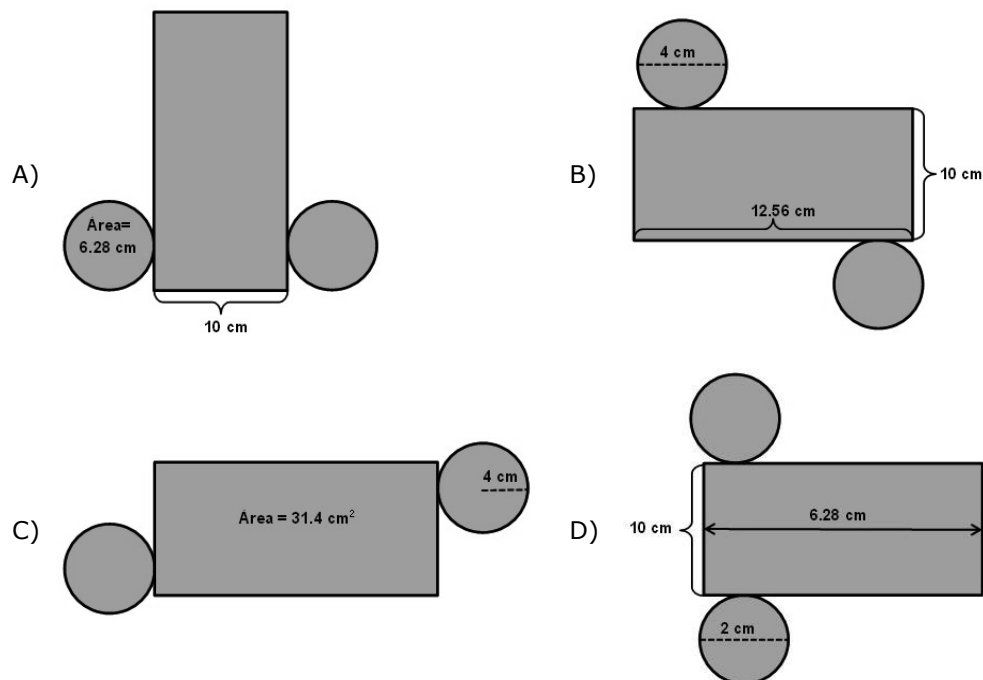 A)
Área=
6.28 cm
10 cm
B)
4 cm
12.56 cm
10 cm
C)
Área = 31.4 cm²
4 cm
D)
10 cm
6.28 cm
2 cm